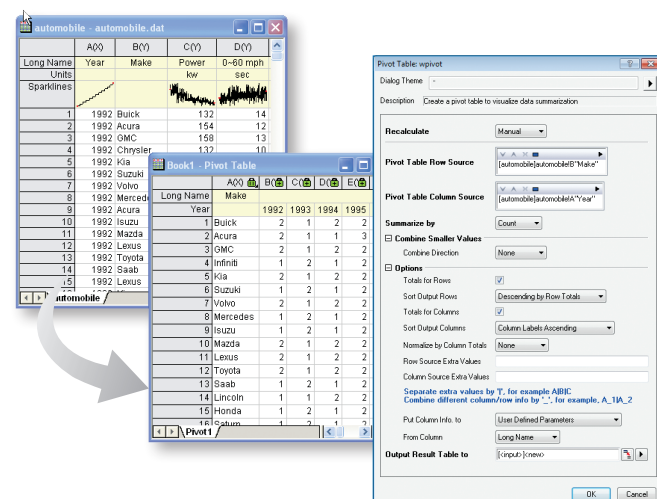 automobile - automobile.dat
A(X) B(Y) C(Y) D(Y)
Long Name Year Make Power 0~60 mph
Units kw sec
Sparklines
1 1992 Buick 132 14
2 1992 Acura 154 12
3 1992 GMC 158 13
4 1992 Chrysler 132 10
5 1992 Kia
6 1992 Suzuki
7 1992 Volvo
8 1992 Merced
9 1992 Acura
10 1992 Isuzu
11 1992 Mazda
12 1992 Lexus
13 1992 Toyota
14 1992 Saab
15 1992 Lexus
automobile
Book1 - Pivot Table
A(X) B( C( D( E(
Long Name Make
Year 1992 1993 1994 1995
1 Buick 2 1 2 2
2 Acura 2 1 1 3
3 GMC 2 1 2 2
4 Infiniti 1 2 1 2
5 Kia 2 1 2 2
6 Suzuki 1 2 1 2
7 Volvo 2 1 2 2
8 Mercedes 1 2 1 2
9 Isuzu 1 2 1 2
10 Mazda 2 1 2 2
11 Lexus 2 1 2 2
12 Toyota 2 1 2 2
13 Saab 1 2 1 2
14 Lincoln 1 1 2 2
15 Honda 1 2 1 2
16 Saturn 1 2 1 2
Pivot1
Pivot Table: wpivot
Dialog Theme
Description Create a pivot table to visualize data summarization
Recalculate Manual
Pivot Table Row Source [automobile]automobile!B"Make"
Pivot Table Column Source [automobile]automobile!A"Year"
Summarize by Count
Combine Smaller Values
Combine Direction None
Options
Totals for Rows
Sort Output Rows Descending by Row Totals
Totals for Columns
Sort Output Columns Column Labels Ascending
Normalize by Column Totals None
Row Source Extra Values
Column Source Extra Values
Separate extra values by '|', for example A|B|C
Combine different column/row info by '_', for example, A_1|A_2
Put Column Info. to User Defined Parameters
From Column Long Name
Output Result Table to [<input>]<new>
OK Cancel